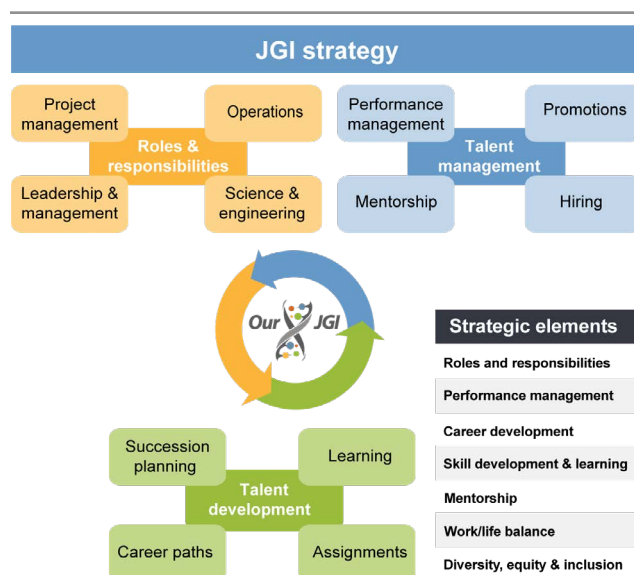 JGI strategy
Project
management
Operations
Roles &
responsibilities
Leadership &
management
Science &
engineering
Performance
management
Promotions
Talent
management
Mentorship
Hiring
Our JGI
Strategic elements
Roles and responsibilities
Performance management
Career development
Skill development & learning
Mentorship
Work/life balance
Diversity, equity & inclusion
Succession
planning
Learning
Talent
development
Career paths
Assignments